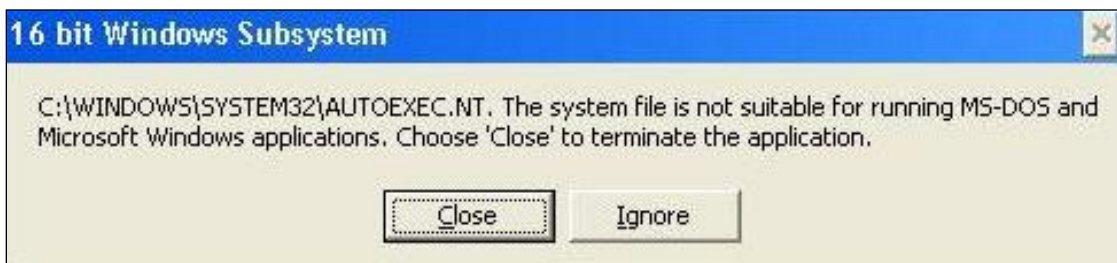 16 bit Windows Subsystem
C:\WINDOWS\SYSTEM32\AUTOEXEC.NT. The system file is not suitable for running MS-DOS and
Microsoft Windows applications. Choose 'Close' to terminate the application.
Close Ignore